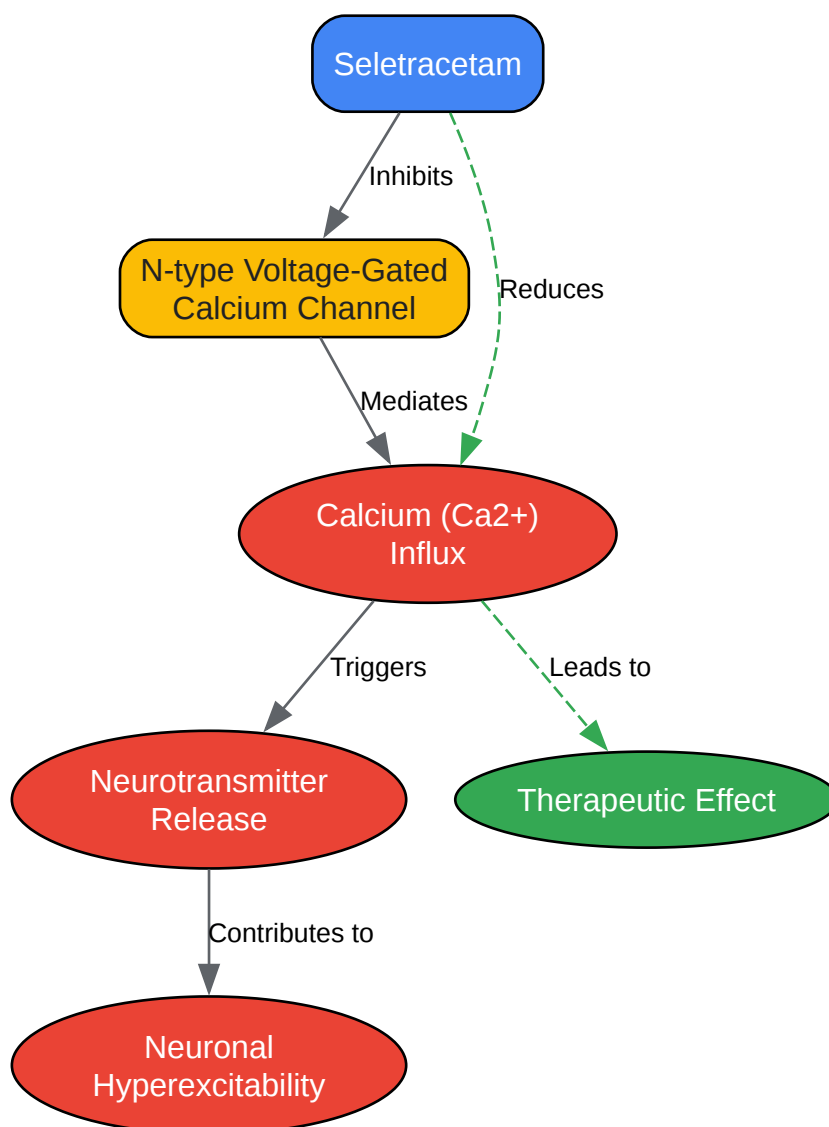 Seletracetam
Inhibits
N-type Voltage-Gated
Calcium Channel
Reduces
Mediates
Calcium (Ca2+)
Influx
Triggers
Leads to
Neurotransmitter
Release
Therapeutic Effect
Contributes to
Neuronal
Hyperexcitability